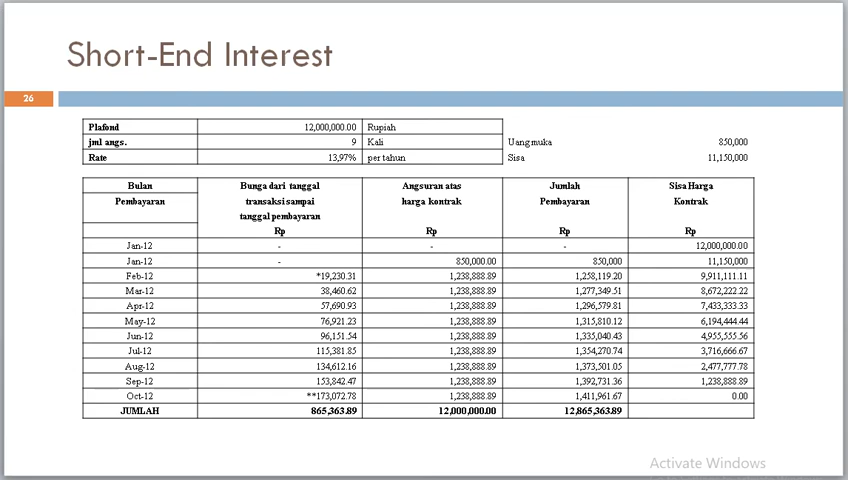 Short-End Interest
26
Plafond 12,000,000.00 Rupiah
jml angs. 9 Kali Uang muka 850,000
Rate 13,97% per tahun Sisa 11,150,000
Bulan Bunga dari tanggal Angsuran atas Jumlah Sisa Harga
Pembayaran transaksi sampai harga kontrak Pembayaran Kontrak
tanggal pembayaran
Rp Rp Rp Rp
Jan-12 - - - 12,000,000.00
Jan-12 - 850,000.00 850,000 11,150,000
Feb-12 *19,230.31 1,238,888.89 1,258,119.20 9,911,111.11
Mar-12 38,460.62 1,238,888.89 1,277,349.51 8,672,222.22
Apr-12 57,690.93 1,238,888.89 1,296,579.81 7,433,333.33
May-12 76,921.23 1,238,888.89 1,315,810.12 6,194,444.44
Jun-12 96,151.54 1,238,888.89 1,335,040.43 4,955,555.56
Jul-12 115,381.85 1,238,888.89 1,354,270.74 3,716,666.67
Aug-12 134,612.16 1,238,888.89 1,373,501.05 2,477,777.78
Sep-12 153,842.47 1,238,888.89 1,392,731.36 1,238,888.89
Oct-12 **173,072.78 1,238,888.89 1,411,961.67 0.00
JUMLAH 865,363.89 12,000,000.00 12,865,363.89
Activate Windows